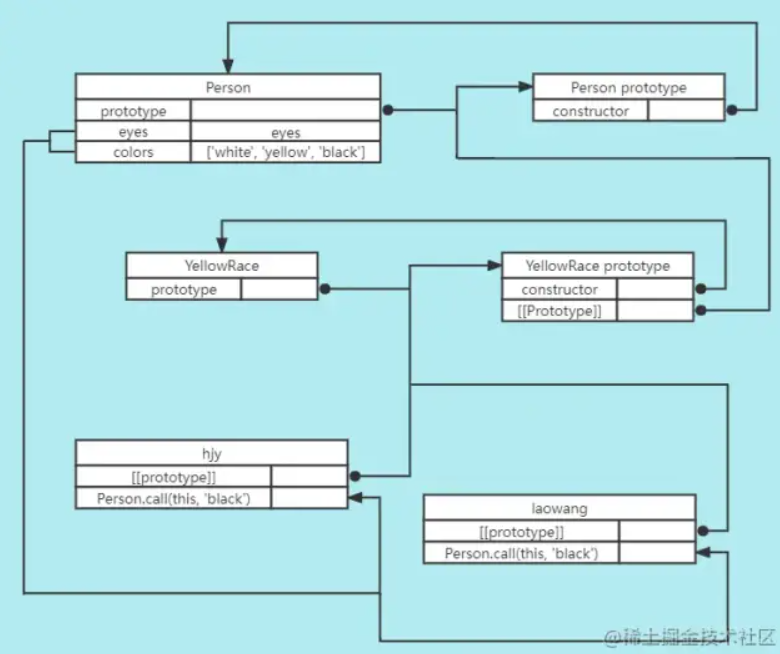 Person
prototype
eyes eyes
colors ['white', 'yellow', 'black']
Person prototype
constructor
YellowRace
prototype
YellowRace prototype
constructor
[[Prototype]]
hjy
[[prototype]]
Person.call(this, 'black')
laowang
[[prototype]]
Person.call(this, 'black')
@稀土掘金技术社区